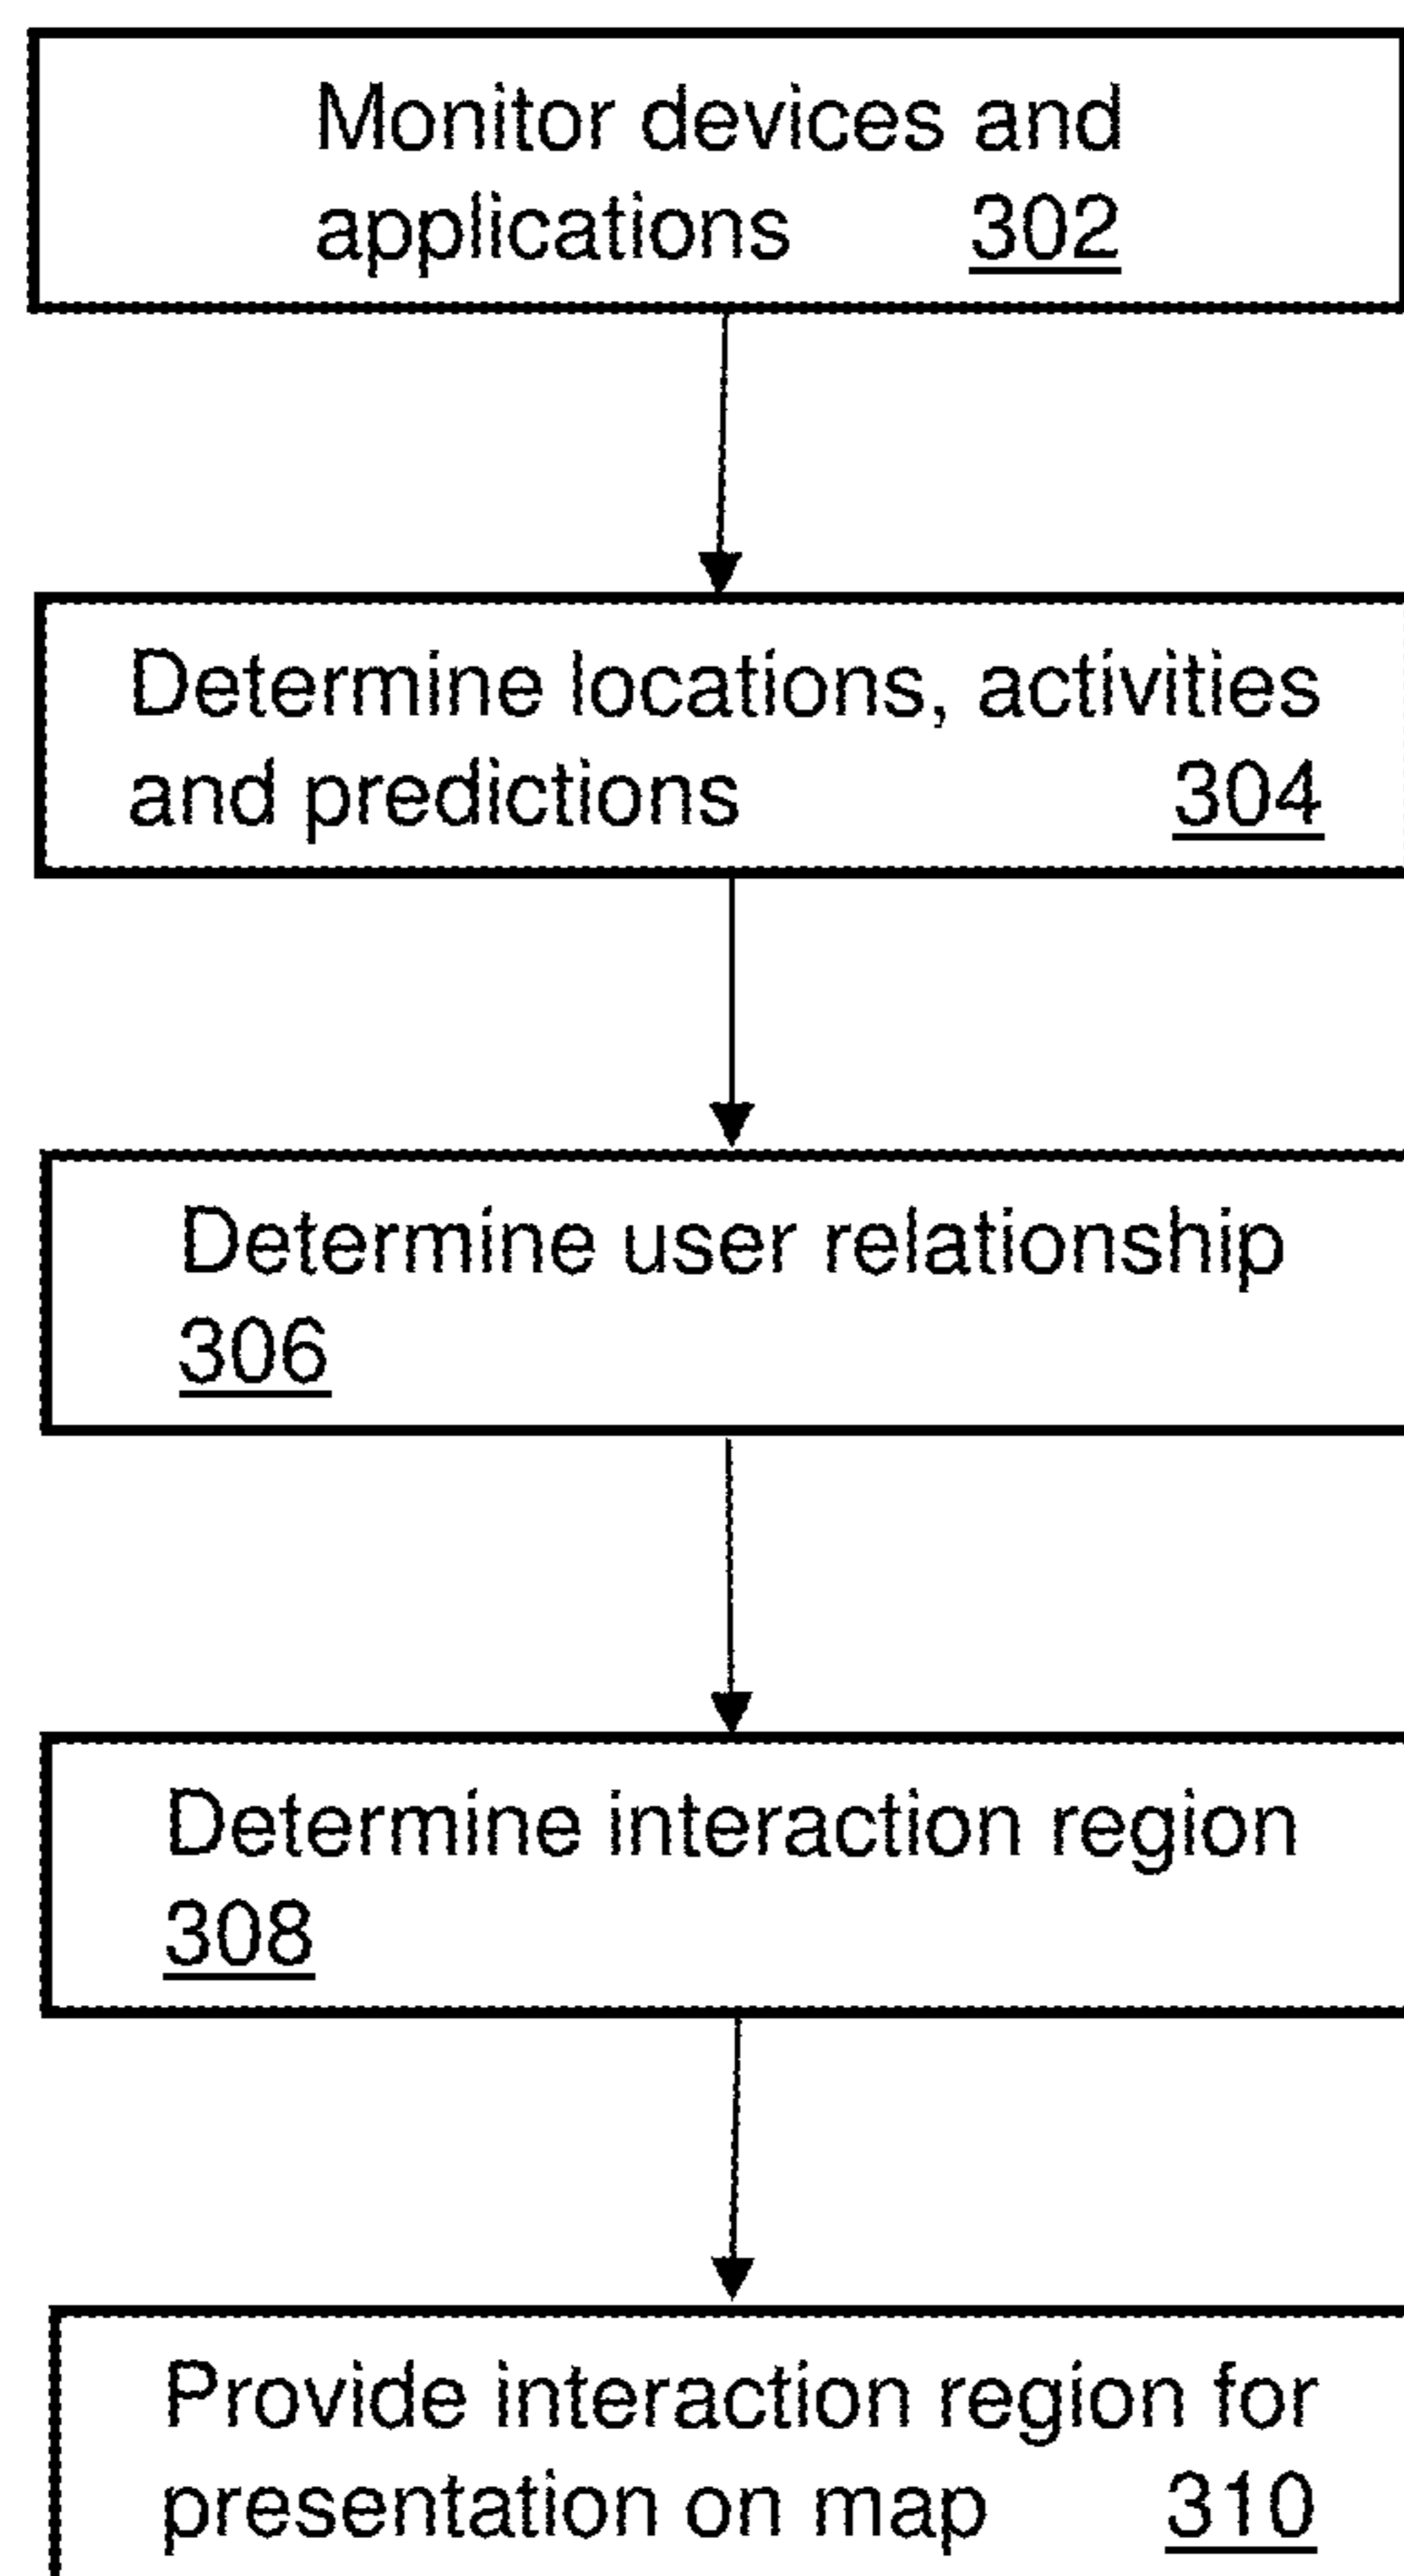 Monitor devices and
applications 302
Determine locations, activities
and predictions 304
Determine user relationship
306
Determine interaction region
308
Provide interaction region for
presentation on map 310